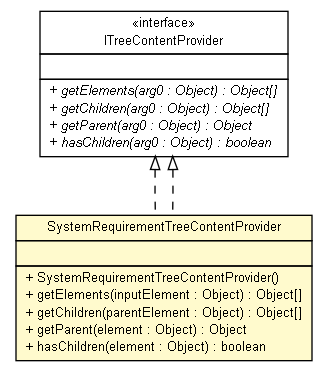 «interface»
ITreeContentProvider
+ getElements(arg0 : Object) : Object[]
+ getChildren(arg0 : Object) : Object[]
+ getParent(arg0 : Object) : Object
+ hasChildren(arg0 : Object) : boolean
SystemRequirementTreeContentProvider
+ SystemRequirementTreeContentProvider()
+ getElements(inputElement : Object) : Object[]
+ getChildren(parentElement : Object) : Object[]
+ getParent(element : Object) : Object
+ hasChildren(element : Object) : boolean